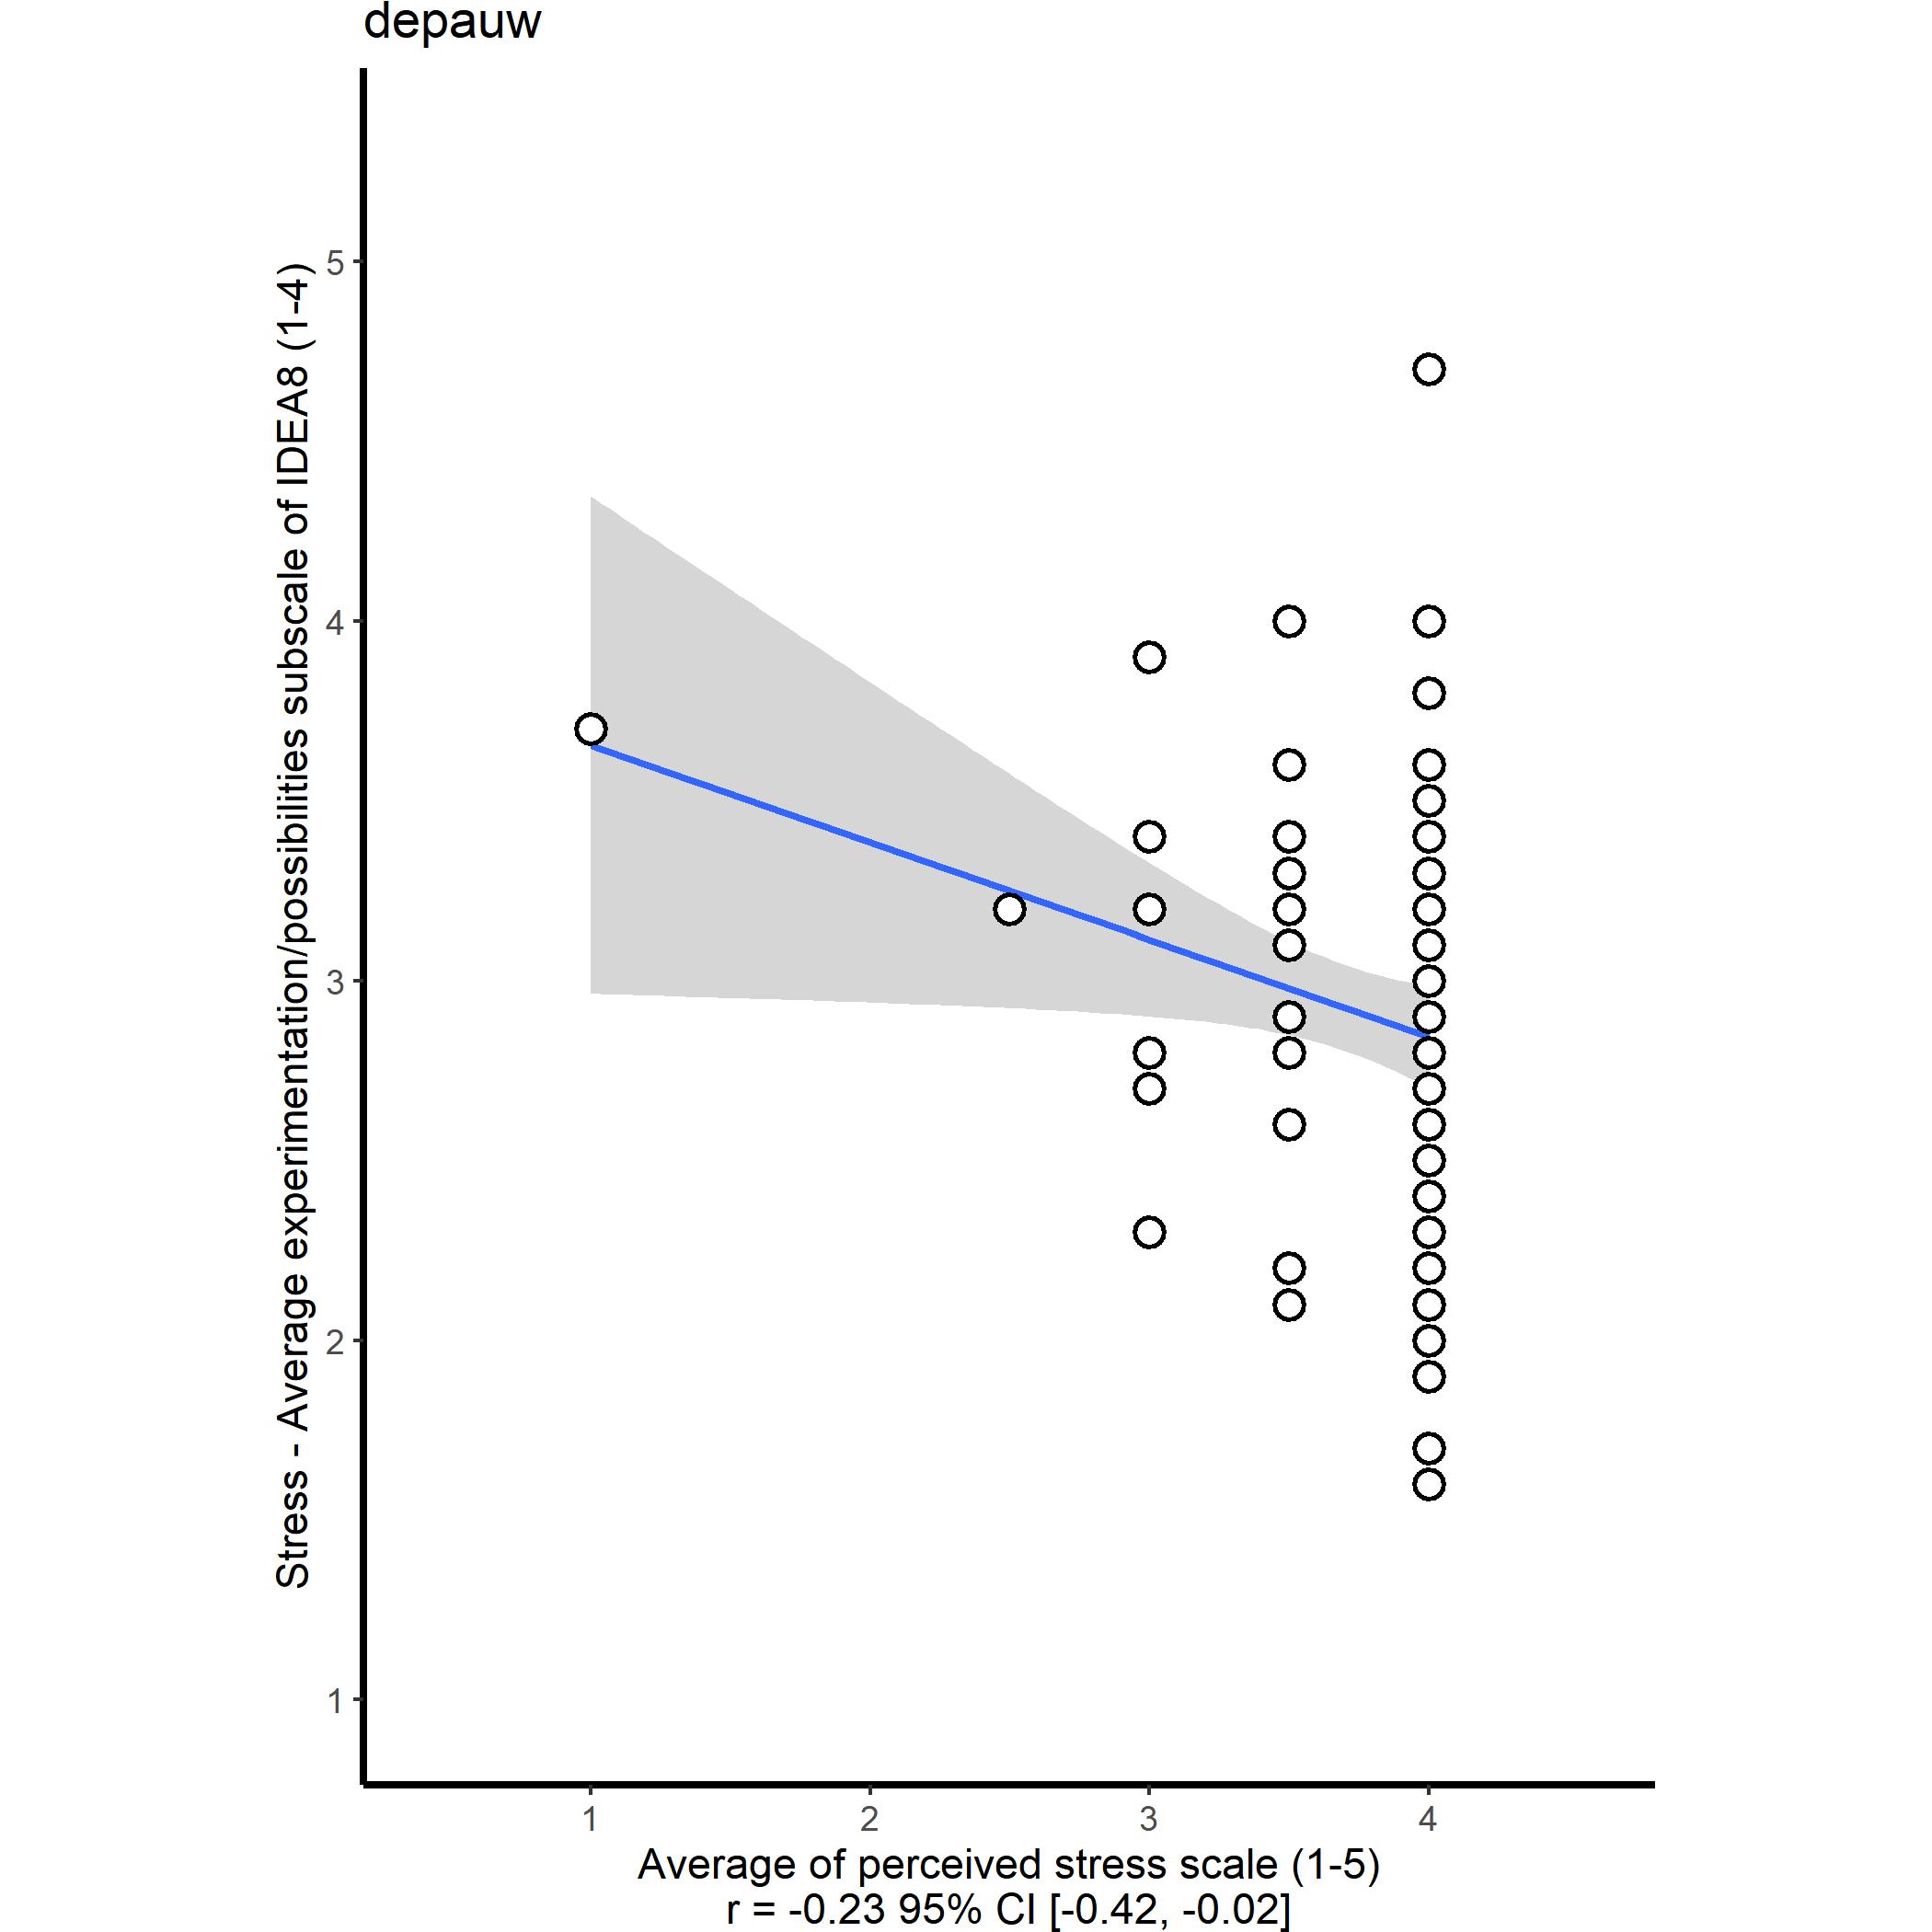 depauw
Stress - Average experimentation/possibilities subscale of IDEA8 (1-4)
5
4
3
2
1
1 2 3 4
Average of perceived stress scale (1-5)
r = -0.23 95% CI [-0.42, -0.02]